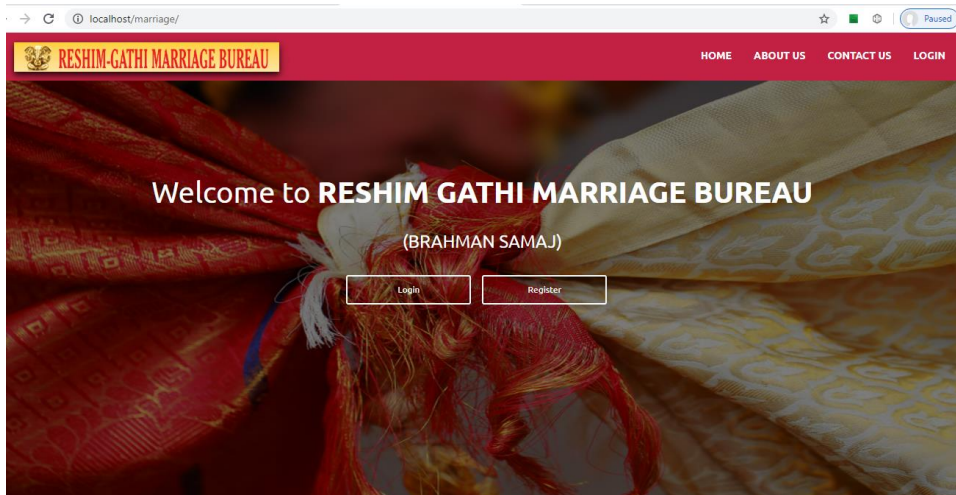 localhost/marriage/
Paused
RESHIM-GATHI MARRIAGE BUREAU
HOME ABOUT US CONTACT US LOGIN
Welcome to RESHIM GATHI MARRIAGE BUREAU
(BRAHMAN SAMAJ)
Login Register